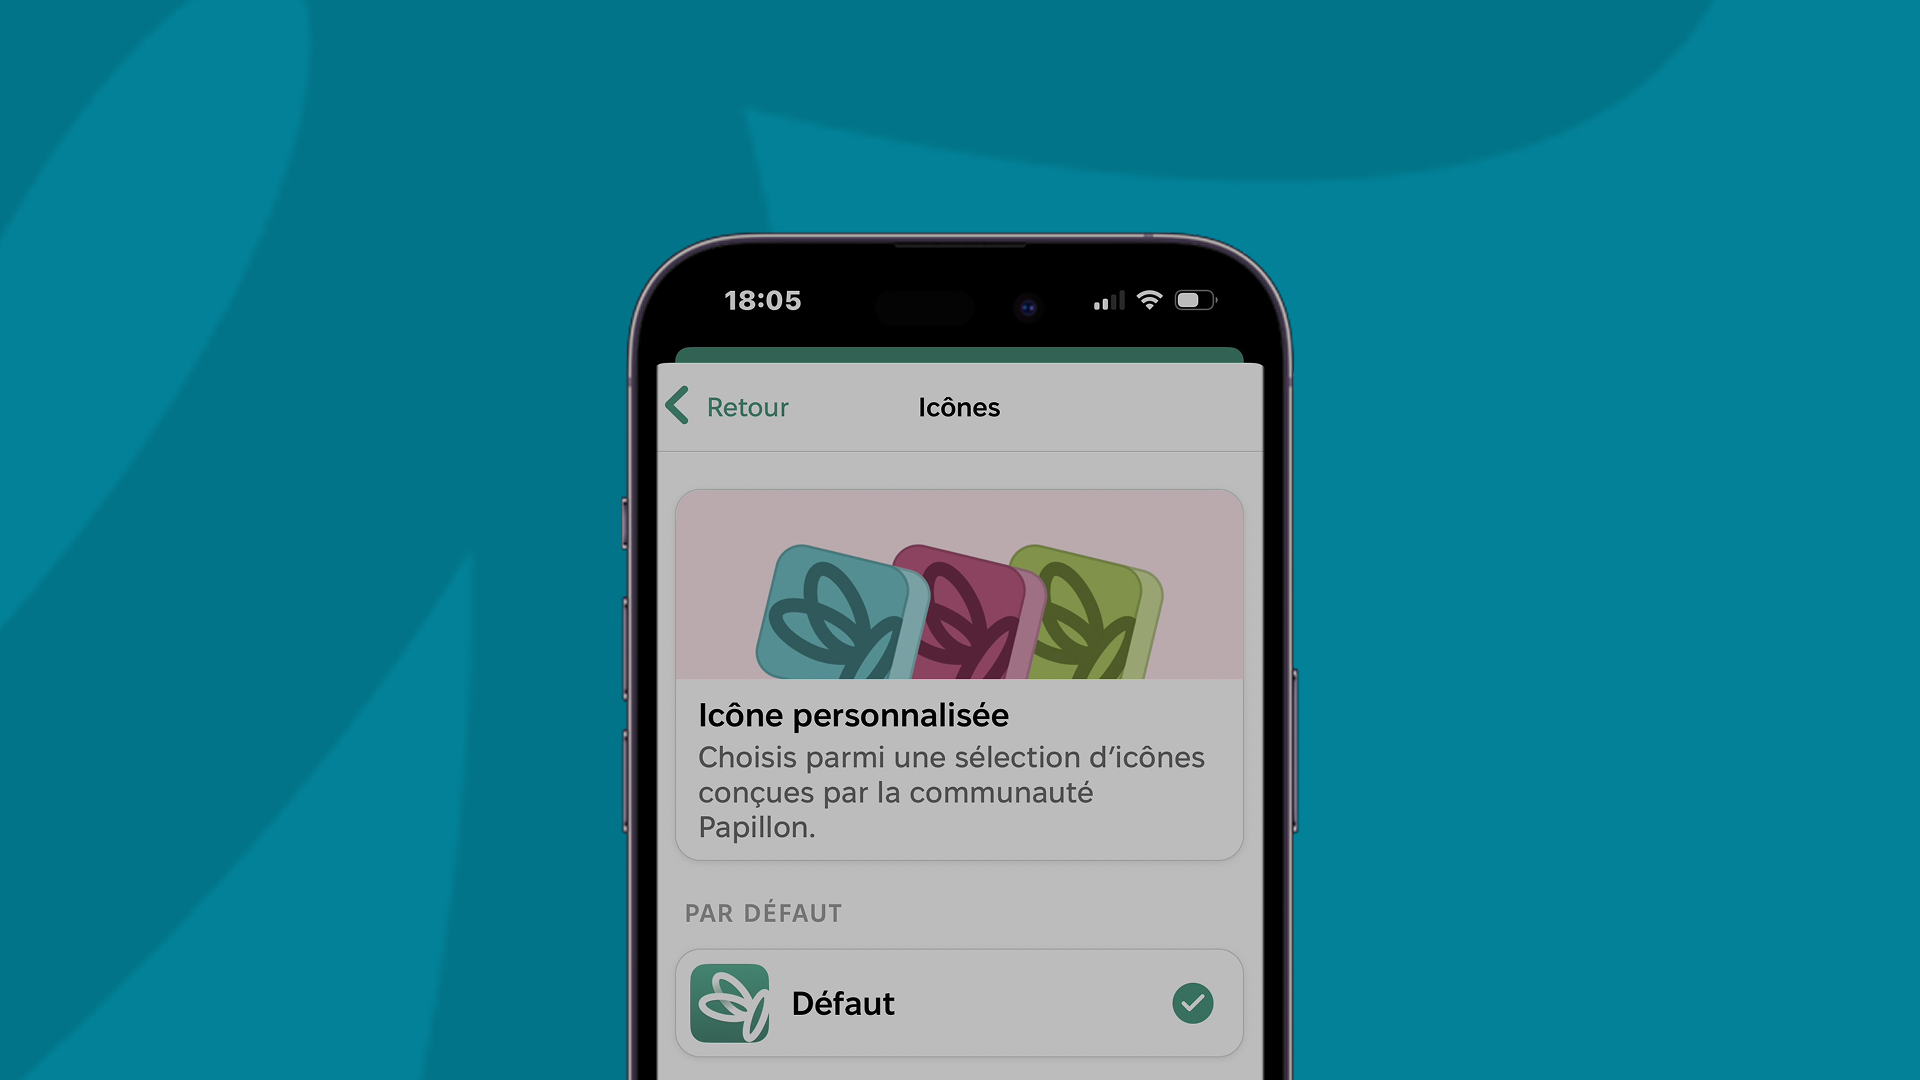 18:05
Retour
Icônes
Icône personnalisée
Choisis parmi une sélection d’icônes
conçues par la communauté
Papillon.
PAR DÉFAUT
Défaut